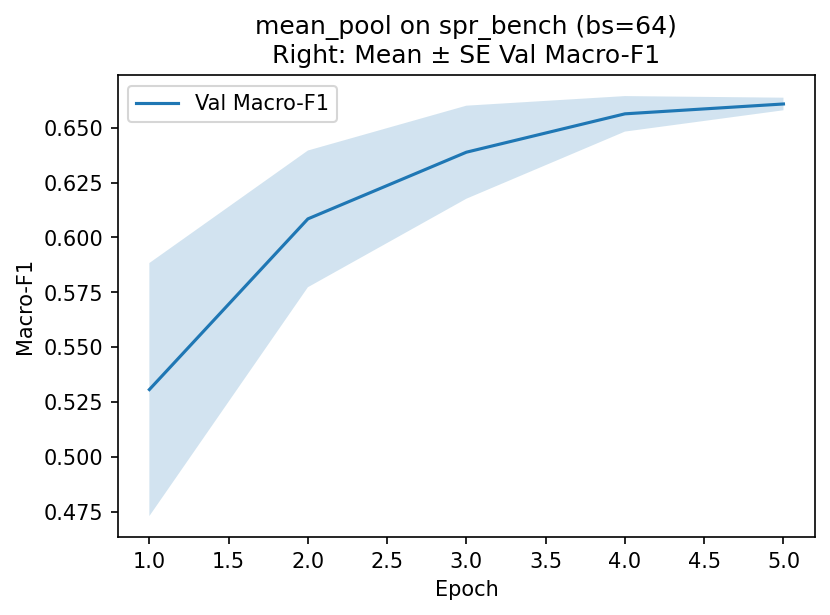 mean_pool on spr_bench (bs=64)
Right: Mean ± SE Val Macro-F1
Val Macro-F1
Macro-F1
0.650
0.625
0.600
0.575
0.550
0.525
0.500
0.475
1.0 1.5 2.0 2.5 3.0 3.5 4.0 4.5 5.0
Epoch